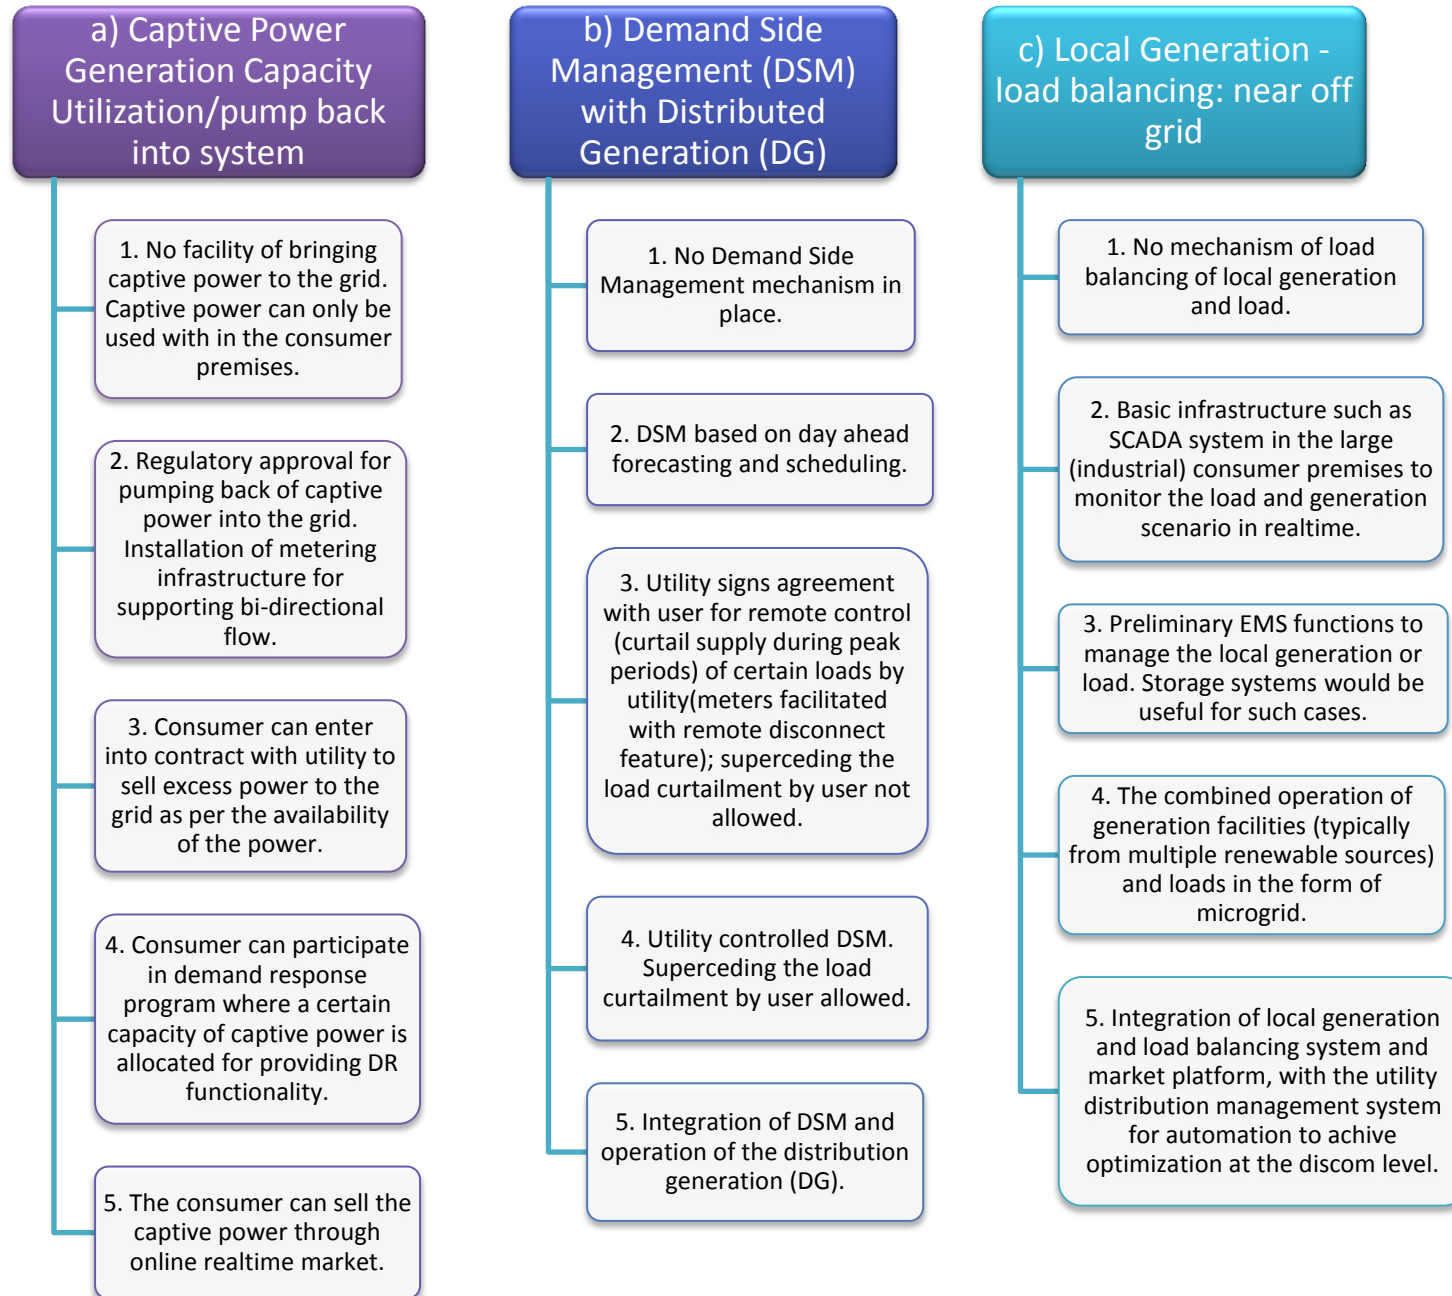 a) Captive Power
Generation Capacity
Utilization/pump back
into system
1. No facility of bringing
captive power to the grid.
Captive power can only be
used with in the consumer
premises.
2. Regulatory approval for
pumping back of captive
power into the grid.
Installation of metering
infrastructure for
supporting bi-directional
flow.
3. Consumer can enter
into contract with utility to
sell excess power to the
grid as per the availability
of the power.
4. Consumer can participate
in demand response
program where a certain
capacity of captive power is
allocated for providing DR
functionality.
5. The consumer can sell the
captive power through
online realtime market.
b) Demand Side
Management (DSM)
with Distributed
Generation (DG)
1. No Demand Side
Management mechanism in
place.
2. DSM based on day ahead
forecasting and scheduling.
3. Utility signs agreement
with user for remote control
(curtail supply during peak
periods) of certain loads by
utility(meters facilitated
with remote disconnect
feature); superceding the
load curtailment by user not
allowed.
4. Utility controlled DSM.
Superceding the load
curtailment by user allowed.
5. Integration of DSM and
operation of the distribution
generation (DG).
c) Local Generation -
load balancing: near off
grid
1. No mechanism of load
balancing of local generation
and load.
2. Basic infrastructure such as
SCADA system in the large
(industrial) consumer premises to
monitor the load and generation
scenario in realtime.
3. Preliminary EMS functions to
manage the local generation or
load. Storage systems would be
useful for such cases.
4. The combined operation of
generation facilities (typically
from multiple renewable sources)
and loads in the form of
microgrid.
5. Integration of local generation
and load balancing system and
market platform, with the utility
distribution management system
for automation to achive
optimization at the discom level.